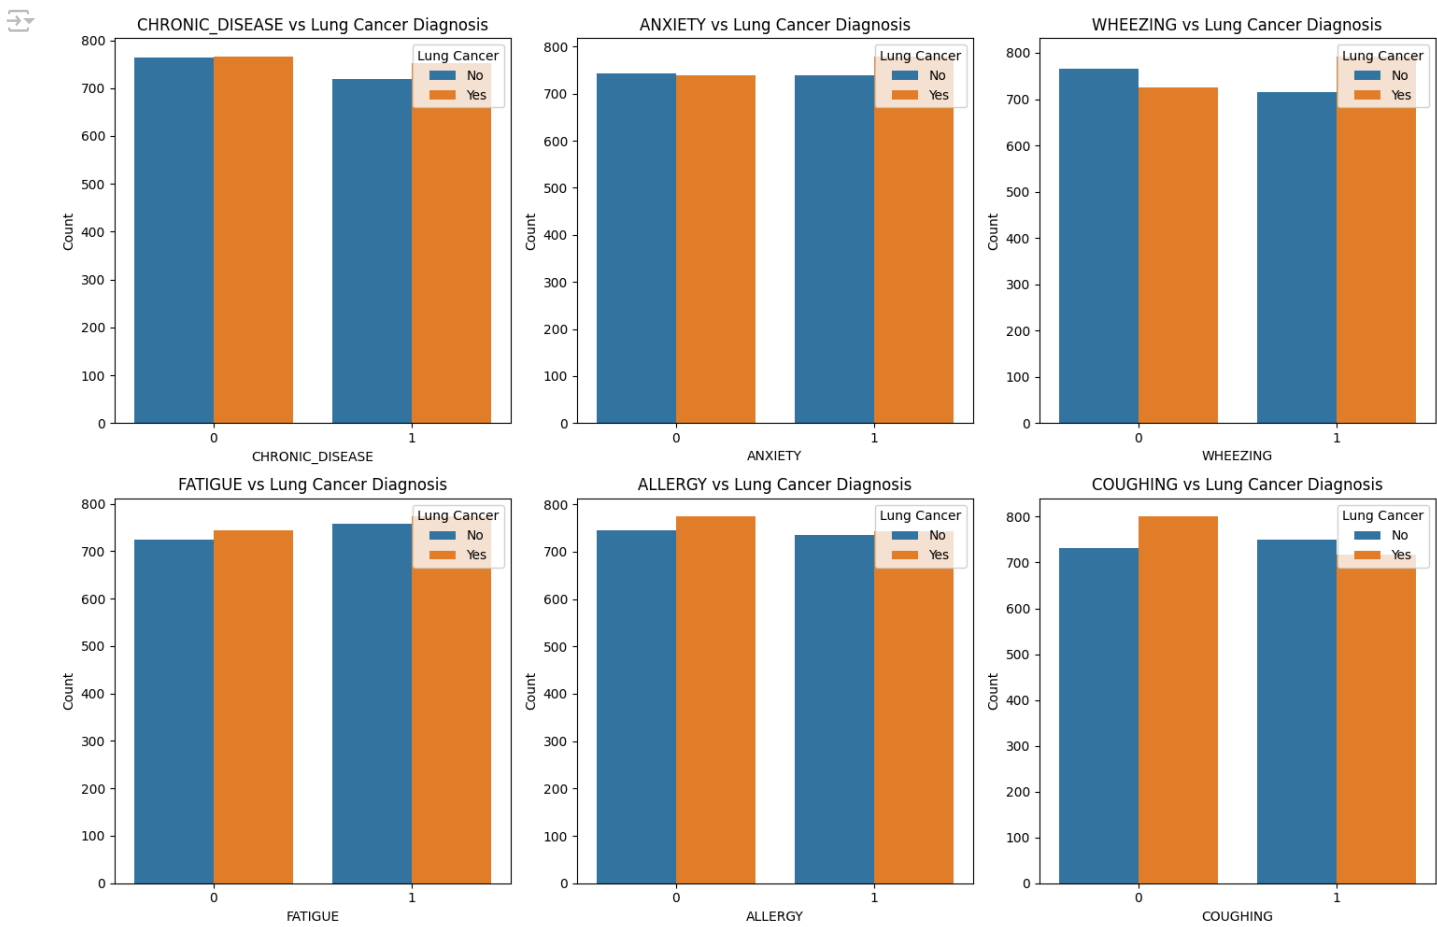 CHRONIC_DISEASE vs Lung Cancer Diagnosis
800
700
600
500
400
300
200
100
0
Count
Lung Cancer
No
Yes
0 1
CHRONIC_DISEASE
ANXIETY vs Lung Cancer Diagnosis
800
700
600
500
400
300
200
100
0
Count
Lung Cancer
No
Yes
0 1
ANXIETY
WHEEZING vs Lung Cancer Diagnosis
800
700
600
500
400
300
200
100
0
Count
Lung Cancer
No
Yes
0 1
WHEEZING
FATIGUE vs Lung Cancer Diagnosis
800
700
600
500
400
300
200
100
0
Count
Lung Cancer
No
Yes
0 1
FATIGUE
ALLERGY vs Lung Cancer Diagnosis
800
700
600
500
400
300
200
100
0
Count
Lung Cancer
No
Yes
0 1
ALLERGY
COUGHING vs Lung Cancer Diagnosis
800
700
600
500
400
300
200
100
0
Count
Lung Cancer
No
Yes
0 1
COUGHING